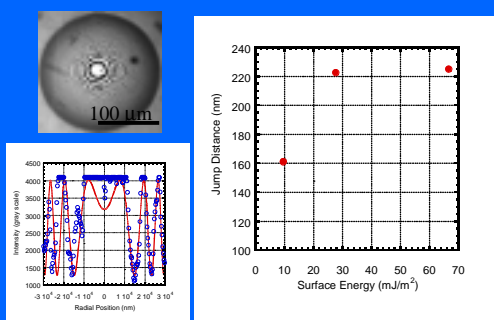 100 µm
4500
4000
3500
3000
2500
2000
1500
1000
Intensity (gray scale)
-3 10⁴ -2 10⁴ -1 10⁴ 0 1 10⁴ 2 10⁴ 3 10⁴
Radial Position (nm)
240
220
200
180
160
140
120
100
Jump Distance (nm)
0 10 20 30 40 50 60 70
Surface Energy (mJ/m²)